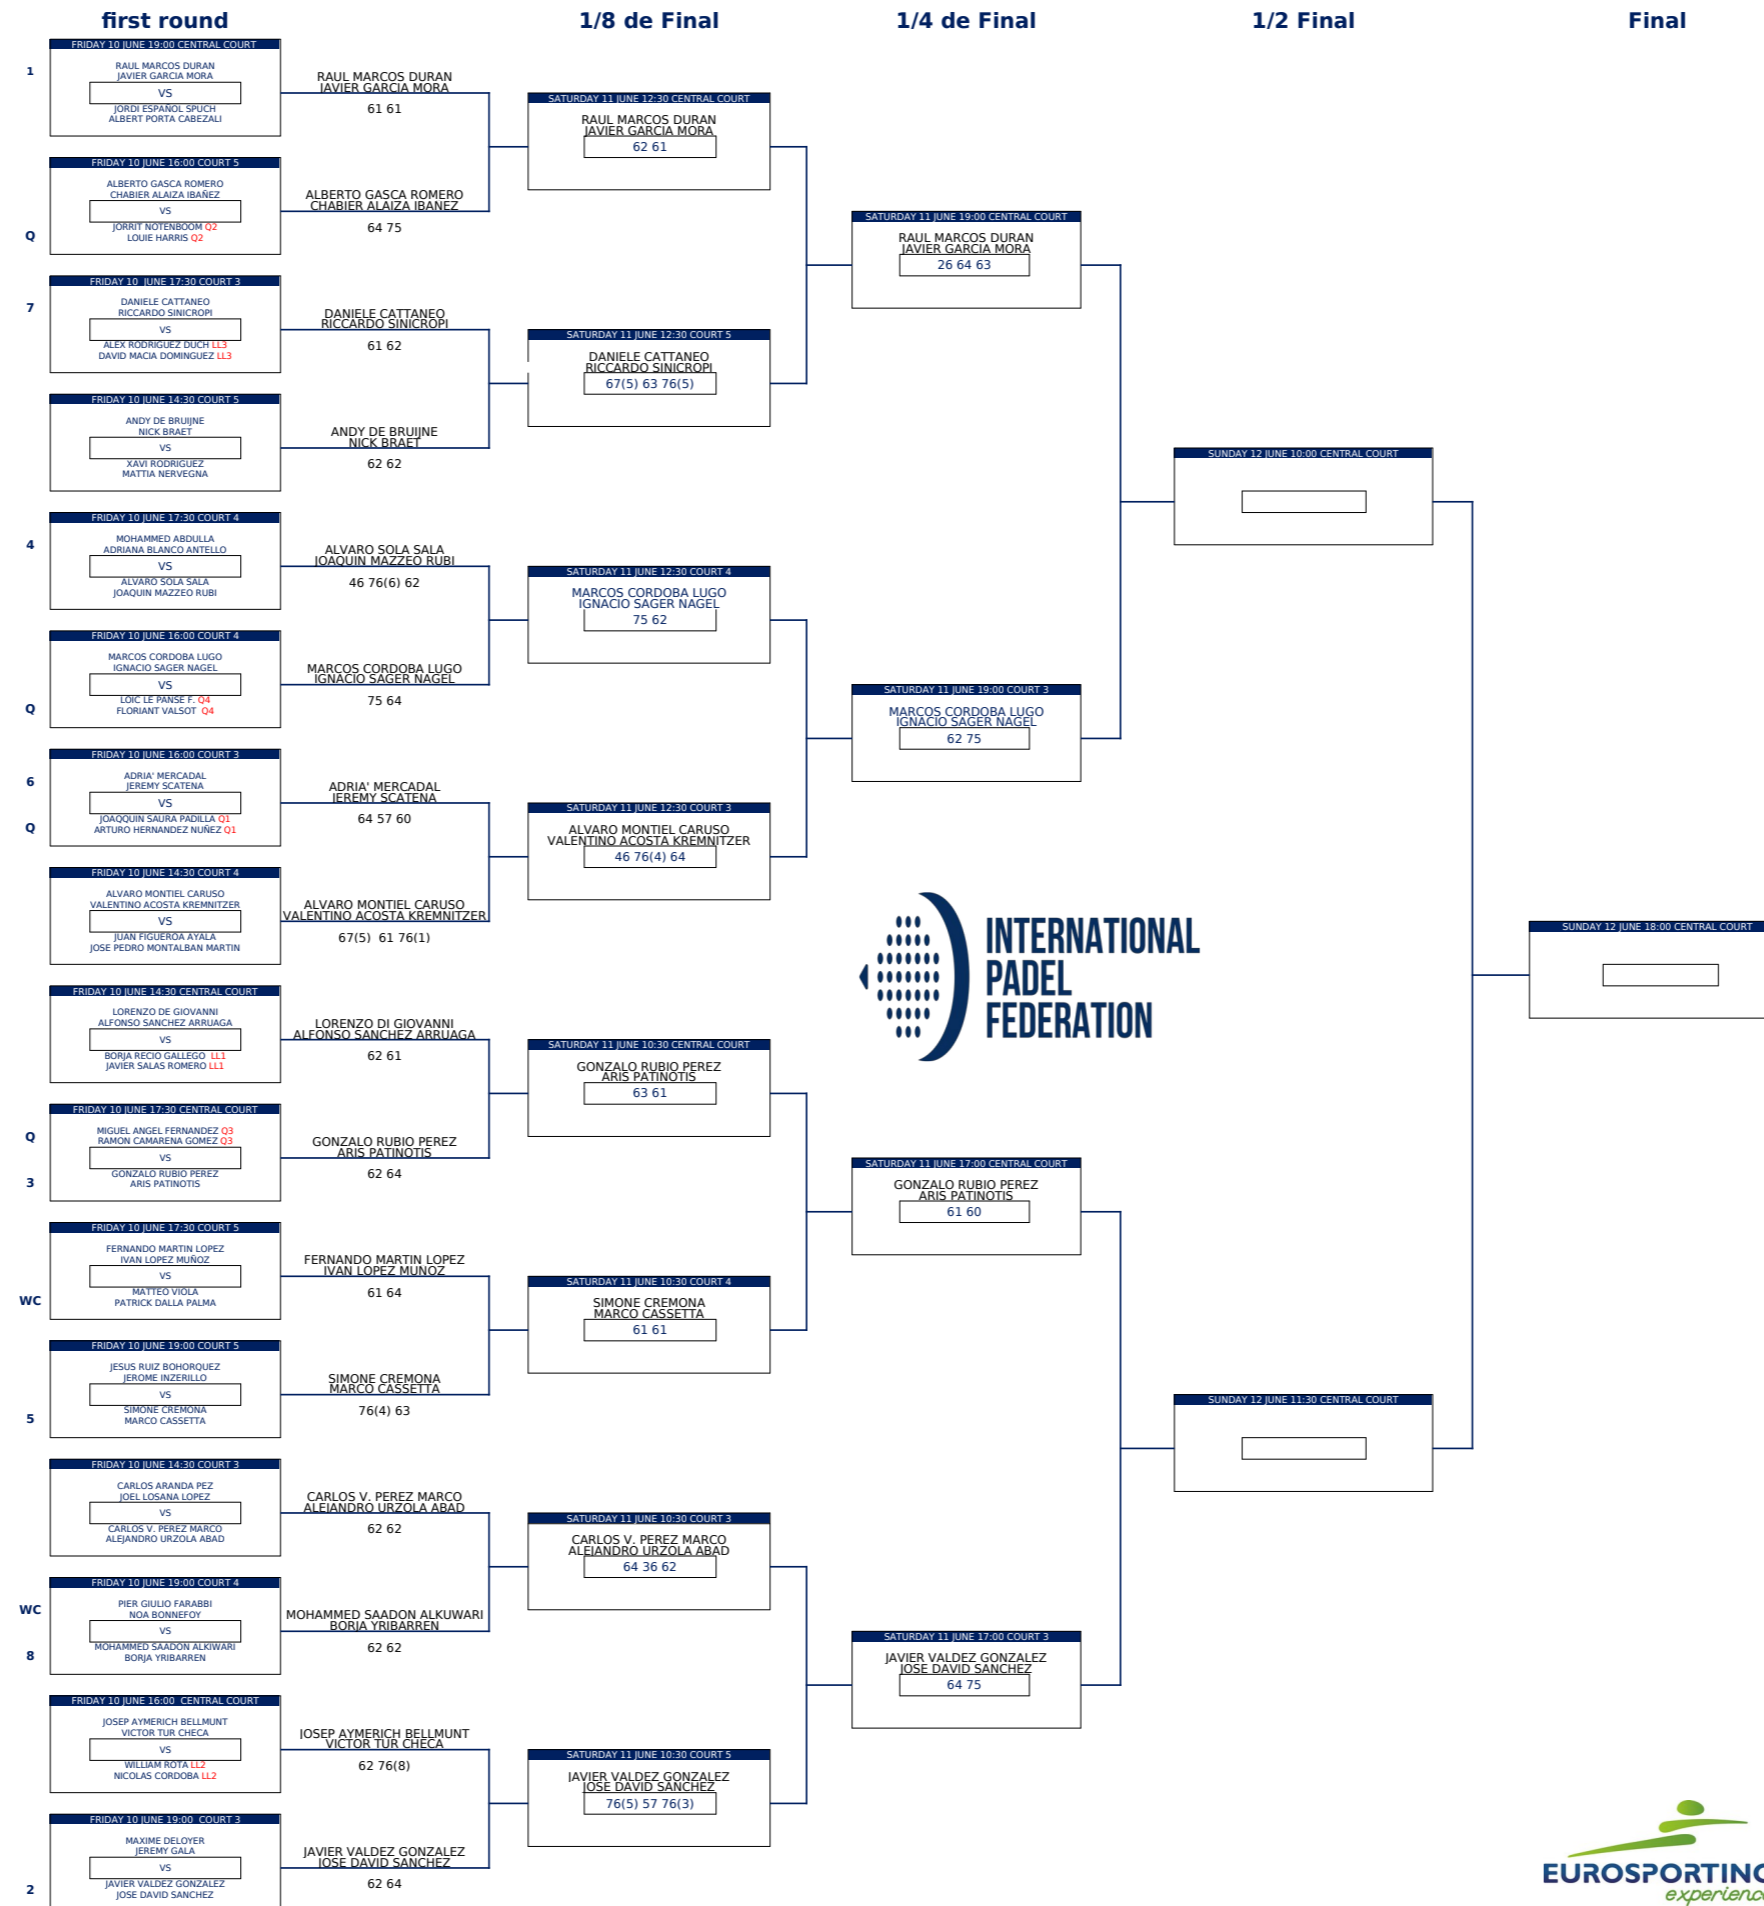 first round
1/8 de Final
1/4 de Final
1/2 Final
Final
FRIDAY 10 JUNE 19:00 CENTRAL COURT
1
RAUL MARCOS DURAN
JAVIER GARCIA MORA
VS
JORDI ESPAÑOL SPUCH
ALBERT PORTA CABEZALI
FRIDAY 10 JUNE 16:00 COURT 5
ALBERTO GASCA ROMERO
CHABIER ALAIZA IBAÑEZ
VS
JORRIT NOTENBOOM Q2
LOUIE HARRIS Q2
Q
FRIDAY 10 JUNE 17:30 COURT 3
7
DANIELE CATTANEO
RICCARDO SINICROPI
VS
ALEX RODRIGUEZ DUCH LL3
DAVID MACIA DOMINGUEZ LL3
FRIDAY 10 JUNE 14:30 COURT 5
ANDY DE BRUIJNE
NICK BRAET
VS
XAVI RODRIGUEZ
MATTIA NERVEGNA
FRIDAY 10 JUNE 17:30 COURT 4
4
MOHAMMED ABDULLA
ADRIANA BLANCO ANTELLO
VS
ALVARO SOLA SALA
JOAQUIN MAZZEO RUBI
FRIDAY 10 JUNE 16:00 COURT 4
MARCOS CORDOBA LUGO
IGNACIO SAGER NAGEL
VS
LOIC LE PANSE F. Q4
FLORIANT VALSOT Q4
Q
FRIDAY 10 JUNE 16:00 COURT 3
6
ADRIA' MERCADAL
JEREMY SCATENA
VS
JOAQQUIN SAURA PADILLA Q1
ARTURO HERNANDEZ NUÑEZ Q1
Q
FRIDAY 10 JUNE 14:30 COURT 4
ALVARO MONTIEL CARUSO
VALENTINO ACOSTA KREMNITZER
VS
JUAN FIGUEROA AYALA
JOSE PEDRO MONTALBAN MARTIN
FRIDAY 10 JUNE 14:30 CENTRAL COURT
LORENZO DE GIOVANNI
ALFONSO SANCHEZ ARRUAGA
VS
BORJA RECIO GALLEGO LL1
JAVIER SALAS ROMERO LL1
FRIDAY 10 JUNE 17:30 CENTRAL COURT
Q
MIGUEL ANGEL FERNANDEZ Q3
RAMON CAMARENA GOMEZ Q3
VS
GONZALO RUBIO PEREZ
ARIS PATINOTIS
3
FRIDAY 10 JUNE 17:30 COURT 5
FERNANDO MARTIN LOPEZ
IVAN LOPEZ MUÑOZ
VS
MATTEO VIOLA
PATRICK DALLA PALMA
WC
FRIDAY 10 JUNE 19:00 COURT 5
JESUS RUIZ BOHORQUEZ
JEROME INZERILLO
VS
SIMONE CREMONA
MARCO CASSETTA
5
FRIDAY 10 JUNE 14:30 COURT 3
CARLOS ARANDA PEZ
JOEL LOSANA LOPEZ
VS
CARLOS V. PEREZ MARCO
ALEJANDRO URZOLA ABAD
FRIDAY 10 JUNE 19:00 COURT 4
WC
PIER GIULIO FARABBI
NOA BONNEFOY
VS
MOHAMMED SAADON ALKIWARI
BORJA YRIBARREN
8
FRIDAY 10 JUNE 16:00 CENTRAL COURT
JOSEP AYMERICH BELLMUNT
VICTOR TUR CHECA
VS
WILLIAM ROTA LL2
NICOLAS CORDOBA LL2
FRIDAY 10 JUNE 19:00 COURT 3
MAXIME DELOYER
JEREMY GALA
VS
JAVIER VALDEZ GONZALEZ
JOSE DAVID SANCHEZ
2
RAUL MARCOS DURAN
JAVIER GARCIA MORA
61 61
ALBERTO GASCA ROMERO
CHABIER ALAIZA IBANEZ
64 75
DANIELE CATTANEO
RICCARDO SINICROPI
61 62
ANDY DE BRUIJNE
NICK BRAET
62 62
ALVARO SOLA SALA
JOAQUIN MAZZEO RUBI
46 76(6) 62
MARCOS CORDOBA LUGO
IGNACIO SAGER NAGEL
75 64
ADRIA' MERCADAL
JEREMY SCATENA
64 57 60
ALVARO MONTIEL CARUSO
VALENTINO ACOSTA KREMNITZER
67(5) 61 76(1)
LORENZO DI GIOVANNI
ALFONSO SANCHEZ ARRUAGA
62 61
GONZALO RUBIO PEREZ
ARIS PATINOTIS
62 64
FERNANDO MARTIN LOPEZ
IVAN LOPEZ MUNOZ
61 64
SIMONE CREMONA
MARCO CASSETTA
76(4) 63
CARLOS V. PEREZ MARCO
ALEJANDRO URZOLA ABAD
62 62
MOHAMMED SAADON ALKUWARI
BORJA YRIBARREN
62 62
JOSEP AYMERICH BELLMUNT
VICTOR TUR CHECA
62 76(8)
JAVIER VALDEZ GONZALEZ
JOSE DAVID SANCHEZ
62 64
SATURDAY 11 JUNE 12:30 CENTRAL COURT
RAUL MARCOS DURAN
JAVIER GARCIA MORA
62 61
SATURDAY 11 JUNE 12:30 COURT 5
DANIELE CATTANEO
RICCARDO SINICROPI
67(5) 63 76(5)
SATURDAY 11 JUNE 12:30 COURT 4
MARCOS CORDOBA LUGO
IGNACIO SAGER NAGEL
75 62
SATURDAY 11 JUNE 12:30 COURT 3
ALVARO MONTIEL CARUSO
VALENTINO ACOSTA KREMNITZER
46 76(4) 64
SATURDAY 11 JUNE 10:30 CENTRAL COURT
GONZALO RUBIO PEREZ
ARIS PATINOTIS
63 61
SATURDAY 11 JUNE 10:30 COURT 4
SIMONE CREMONA
MARCO CASSETTA
61 61
SATURDAY 11 JUNE 10:30 COURT 3
CARLOS V. PEREZ MARCO
ALEJANDRO URZOLA ABAD
64 36 62
SATURDAY 11 JUNE 10:30 COURT 5
JAVIER VALDEZ GONZALEZ
JOSE DAVID SANCHEZ
76(5) 57 76(3)
SATURDAY 11 JUNE 19:00 CENTRAL COURT
RAUL MARCOS DURAN
JAVIER GARCIA MORA
26 64 63
SATURDAY 11 JUNE 19:00 COURT 3
MARCOS CORDOBA LUGO
IGNACIO SAGER NAGEL
62 75
INTERNATIONAL
PADEL
FEDERATION
SATURDAY 11 JUNE 17:00 CENTRAL COURT
GONZALO RUBIO PEREZ
ARIS PATINOTIS
61 60
SATURDAY 11 JUNE 17:00 COURT 3
JAVIER VALDEZ GONZALEZ
JOSE DAVID SANCHEZ
64 75
SUNDAY 12 JUNE 10:00 CENTRAL COURT
SUNDAY 12 JUNE 11:30 CENTRAL COURT
SUNDAY 12 JUNE 18:00 CENTRAL COURT
EUROSPORTING
experience